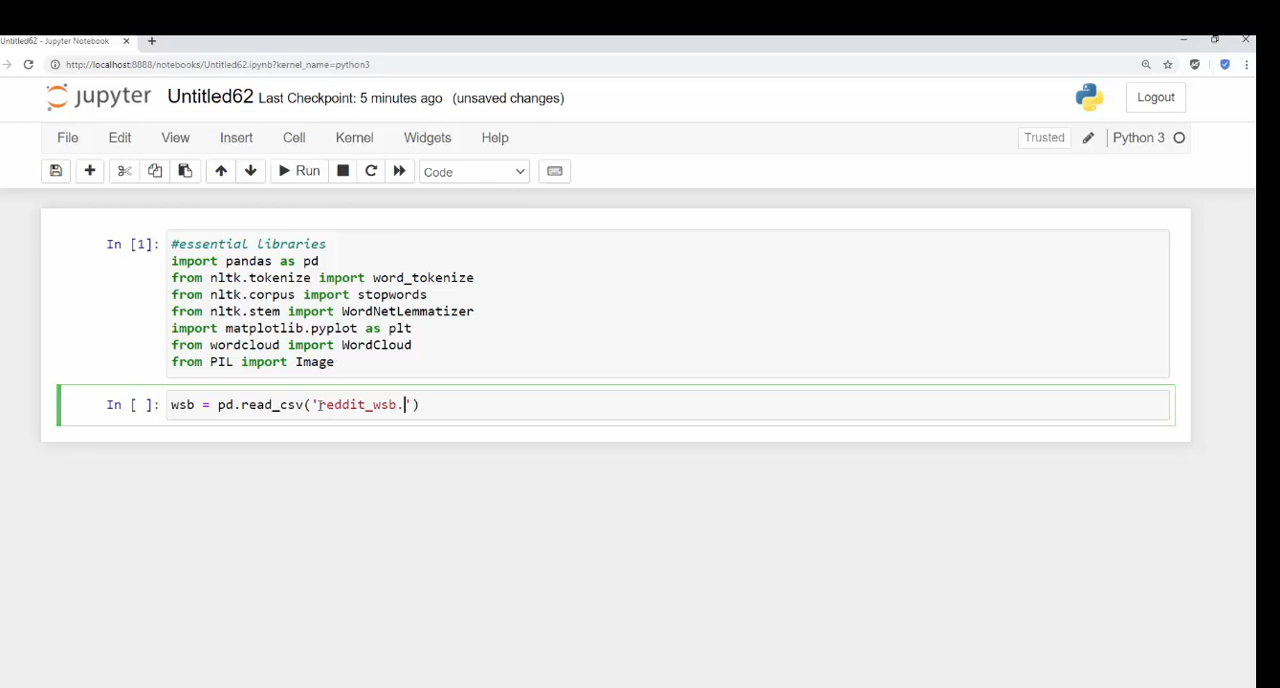 Untitled62 - Jupyter Notebook
http://localhost:8888/notebooks/Untitled62.ipynb?kernel_name=python3
jupyter Untitled62 Last Checkpoint: 5 minutes ago (unsaved changes) Logout
File Edit View Insert Cell Kernel Widgets Help Trusted Python 3
Run Code
In [1]: #essential libraries
import pandas as pd
from nltk.tokenize import word_tokenize
from nltk.corpus import stopwords
from nltk.stem import WordNetLemmatizer
import matplotlib.pyplot as plt
from wordcloud import WordCloud
from PIL import Image
In [ ]: wsb = pd.read_csv('reddit_wsb.')